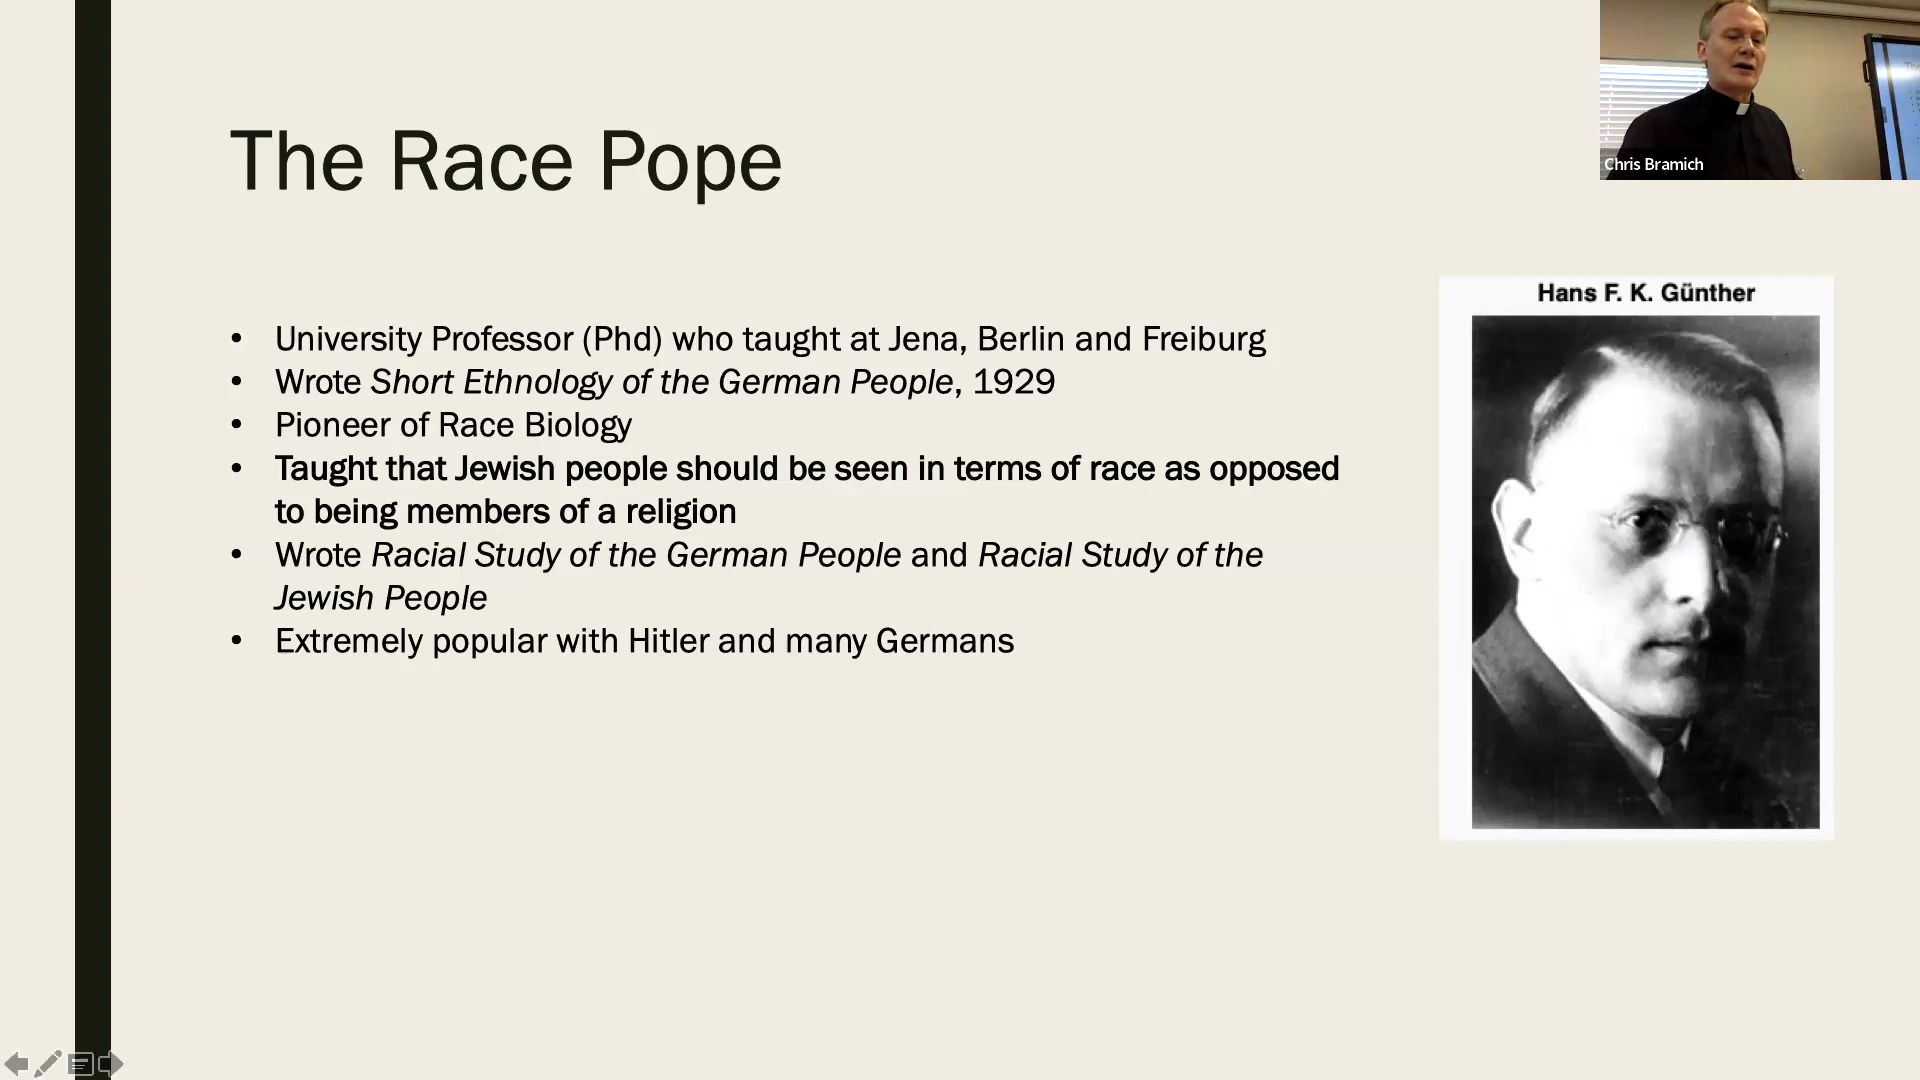 The Race Pope
Chris Bramich
Hans F. K. Günther
• University Professor (Phd) who taught at Jena, Berlin and Freiburg
• Wrote Short Ethnology of the German People, 1929
• Pioneer of Race Biology
• Taught that Jewish people should be seen in terms of race as opposed
to being members of a religion
• Wrote Racial Study of the German People and Racial Study of the
Jewish People
• Extremely popular with Hitler and many Germans